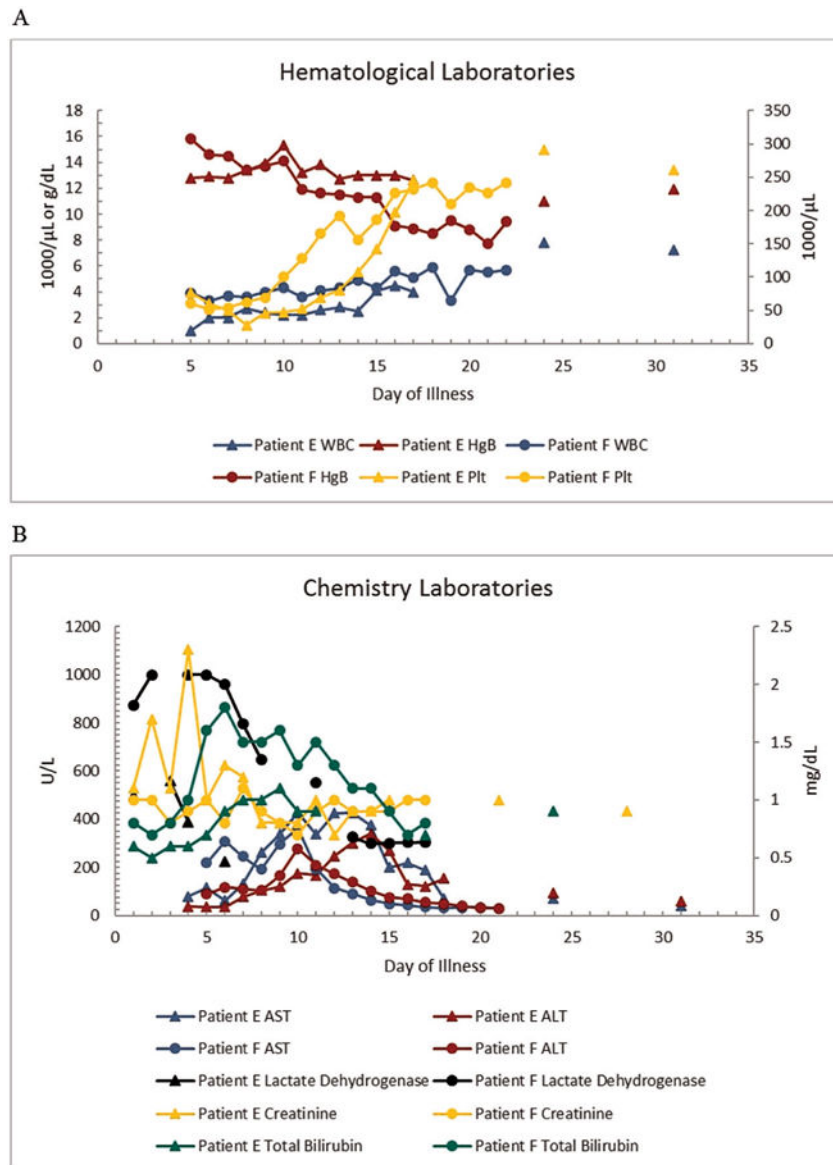 A
Hematological Laboratories
18
16
14
12
10
8
6
4
2
0
1000/µL or g/dL
350
300
250
200
150
100
50
0
1000/µL
0 5 10 15 20 25 30 35
Day of Illness
Patient E WBC Patient E HgB Patient F WBC
Patient F HgB Patient E Plt Patient F Plt
B
Chemistry Laboratories
1200
1000
800
600
400
200
0
U/L
2.5
2
1.5
1
0.5
0
mg/dL
0 5 10 15 20 25 30 35
Day of Illness
Patient E AST Patient E ALT
Patient F AST Patient F ALT
Patient E Lactate Dehydrogenase Patient F Lactate Dehydrogenase
Patient E Creatinine Patient F Creatinine
Patient E Total Bilirubin Patient F Total Bilirubin